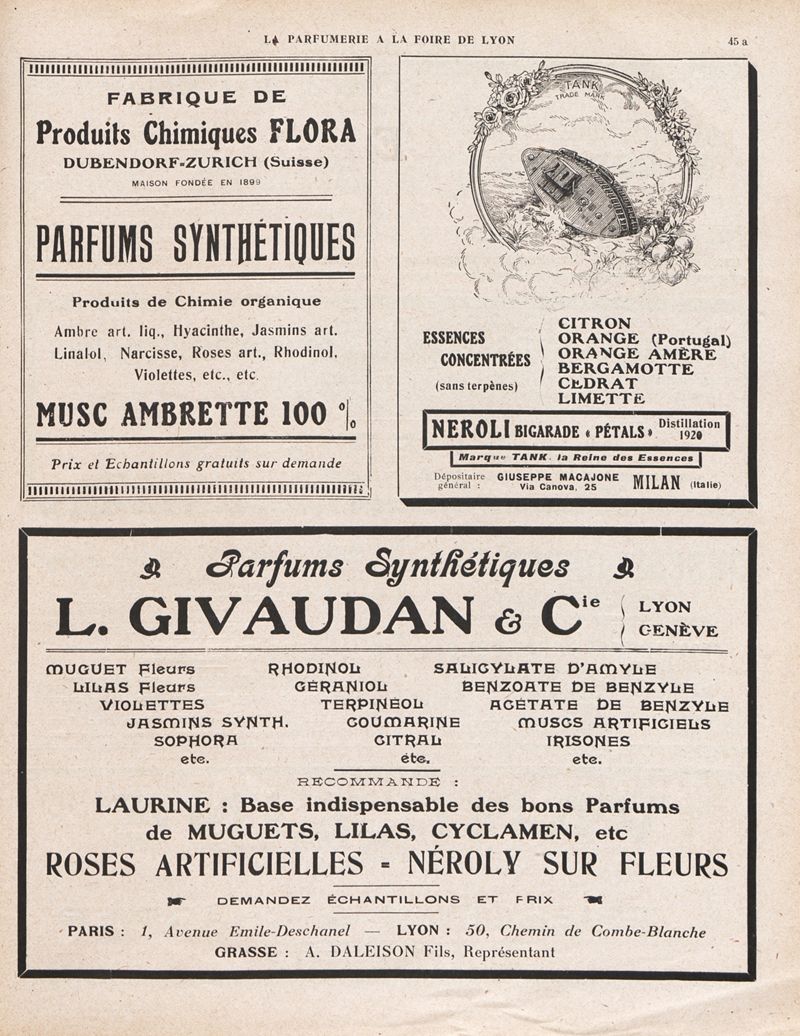 LA PARFUMERIE A LA FOIRE DE LYON
45 a
FABRIQUE DE
Produits Chimiques FLORA
DUBENDORF-ZURICH (Suisse)
MAISON FONDÉE EN 1899
PARFUMS SYNTHÉTIQUES
Produits de Chimie organique
Ambre art. liq., Hyacinthe, Jasmins art.
Linalol, Narcisse, Roses art., Rhodinol,
Violettes, etc., etc.
MUSC AMBRETTE 100 %
Prix et Echantillons gratuits sur demande
TANK
TRADE MARK
ESSENCES
CONCENTRÉES
(sans terpènes)
CITRON
ORANGE (Portugal)
ORANGE AMÈRE
BERGAMOTTE
CÉDRAT
LIMETTE
NEROLI BIGARADE « PÉTALS » Distillation 1920
Marque TANK. la Reine des Essences
Dépositaire général : GIUSEPPE MACAJONE
Via Canova, 25
MILAN (Italie)
Parfums Synthétiques
L. GIVAUDAN & Cie
LYON
GENÈVE
MUGUET Fleurs RHODINOL SALICYLATE D'AMYLE
LILAS Fleurs GÉRANIOL BENZOATE DE BENZYLE
VIOLETTES TERPINÉOL ACÉTATE DE BENZYLE
JASMINS SYNTH. COUMARINE MUSCS ARTIFICIELS
SOPHORA CITRAL IRISONES
etc. etc. etc.
RECOMMANDE :
LAURINE : Base indispensable des bons Parfums
de MUGUETS, LILAS, CYCLAMEN, etc
ROSES ARTIFICIELLES - NÉROLY SUR FLEURS
DEMANDEZ ÉCHANTILLONS ET PRIX
PARIS : 1, Avenue Emile-Deschanel — LYON : 50, Chemin de Combe-Blanche
GRASSE : A. DALEISON Fils, Représentant